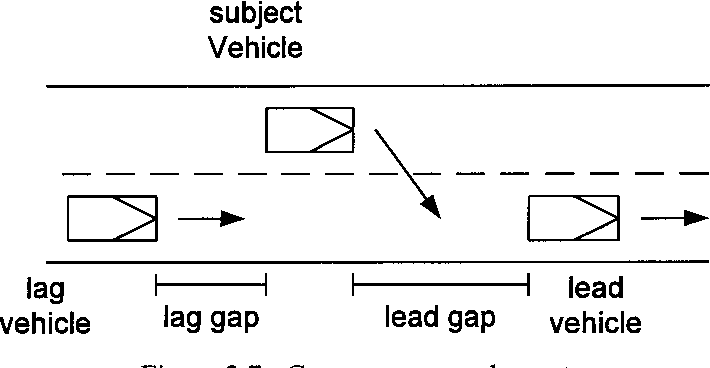 subject
Vehicle
lag
vehicle
lag gap
lead gap
lead
vehicle